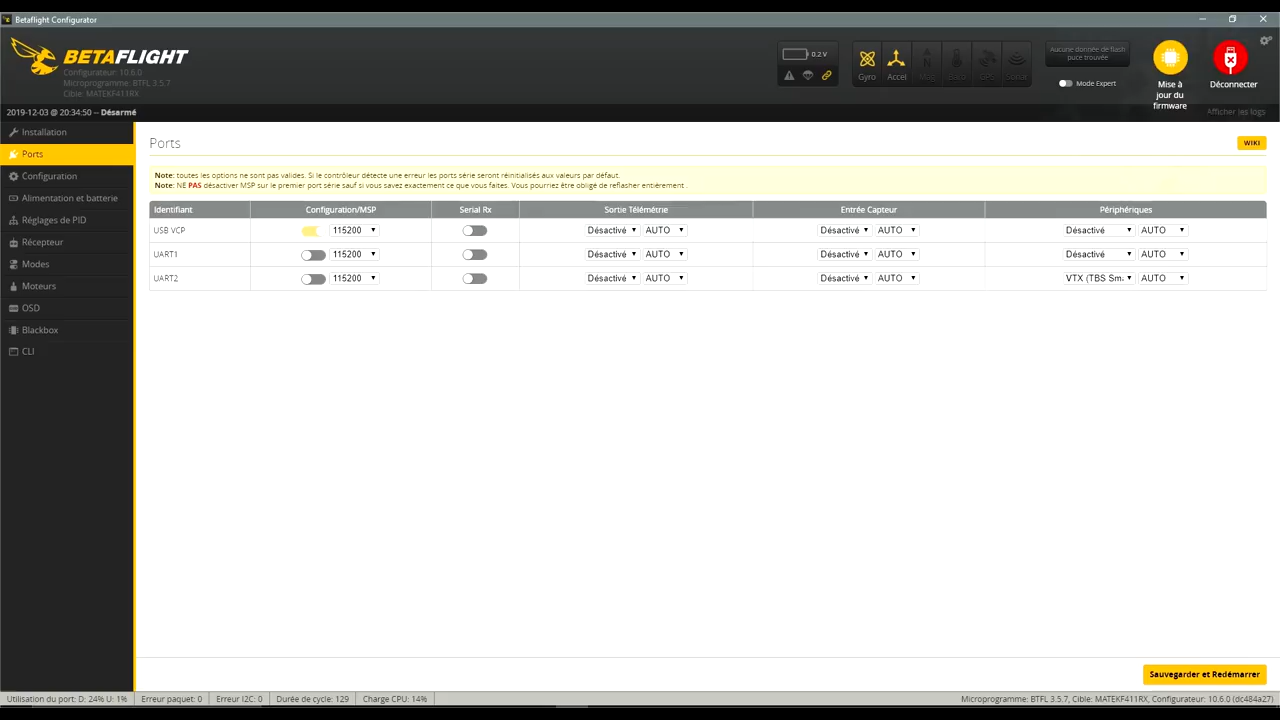 Betaflight Configurator
BETAFLIGHT
Configurateur: 10.6.0
Microprogramme: BTFL 3.5.7
Cible: MATEKF411RX
0.2 V
Gyro
Accel
Mag
Baro
GPS
Sonar
Aucune donnée de flash
puce trouvée
Mode Expert
Mise à
jour du
firmware
Déconnecter
2019-12-03 @ 20:34:50 -- Désarmé
Afficher les logs
Installation
Ports
Configuration
Alimentation et batterie
Réglages de PID
Récepteur
Modes
Moteurs
OSD
Blackbox
CLI
Ports
WIKI
Note: toutes les options ne sont pas valides. Si le contrôleur détecte une erreur les ports série seront réinitialisés aux valeurs par défaut.
Note: NE PAS désactiver MSP sur le premier port série sauf si vous savez exactement ce que vous faites. Vous pourriez être obligé de reflasher entièrement .
Identifiant Configuration/MSP Serial Rx Sortie Télémétrie Entrée Capteur Périphériques
USB VCP 115200 Désactivé AUTO Désactivé AUTO Désactivé AUTO
UART1 115200 Désactivé AUTO Désactivé AUTO Désactivé AUTO
UART2 115200 Désactivé AUTO Désactivé AUTO VTX (TBS Sma AUTO
Sauvegarder et Redémarrer
Utilisation du port: D: 24% U: 1% Erreur paquet: 0 Erreur I2C: 0 Durée de cycle: 129 Charge CPU: 14% Microprogramme: BTFL 3.5.7, Cible: MATEKF411RX, Configurateur: 10.6.0 (dc484a27)